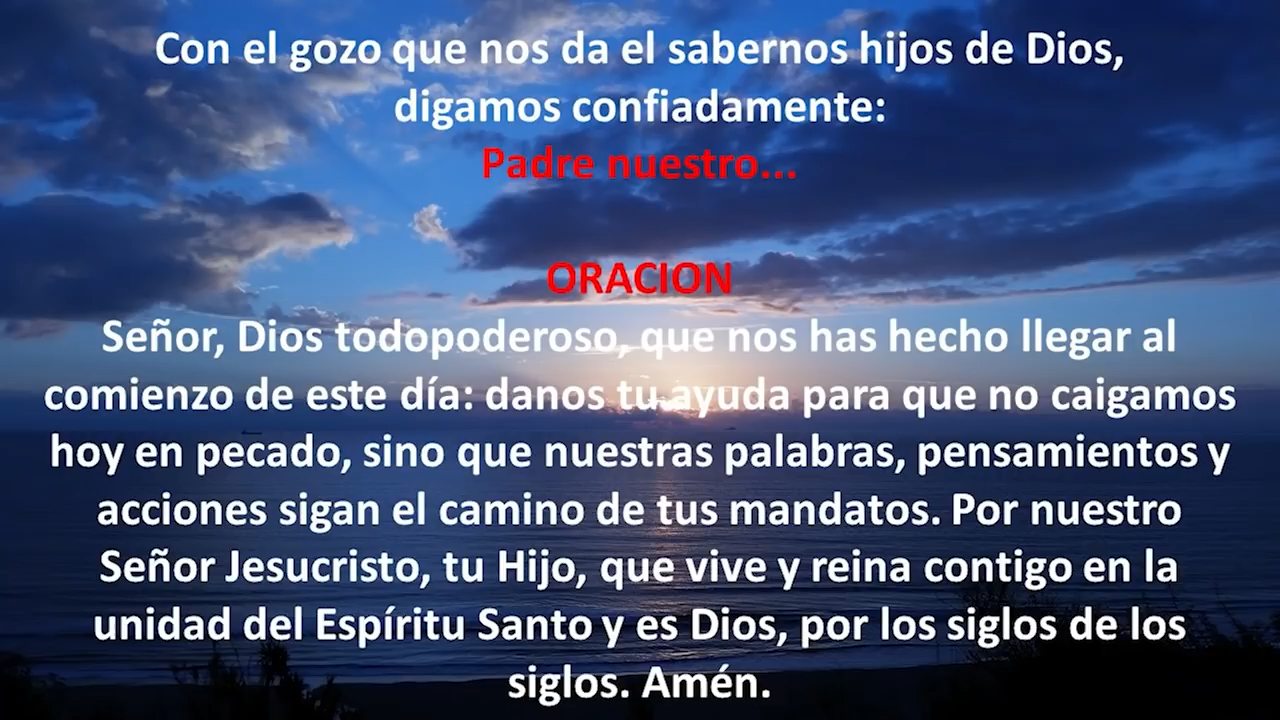 Con el gozo que nos da el sabernos hijos de Dios,
digamos confiadamente:
Padre nuestro...
ORACION
Señor, Dios todopoderoso, que nos has hecho llegar al
comienzo de este día: danos tu ayuda para que no caigamos
hoy en pecado, sino que nuestras palabras, pensamientos y
acciones sigan el camino de tus mandatos. Por nuestro
Señor Jesucristo, tu Hijo, que vive y reina contigo en la
unidad del Espíritu Santo y es Dios, por los siglos de los
siglos. Amén.